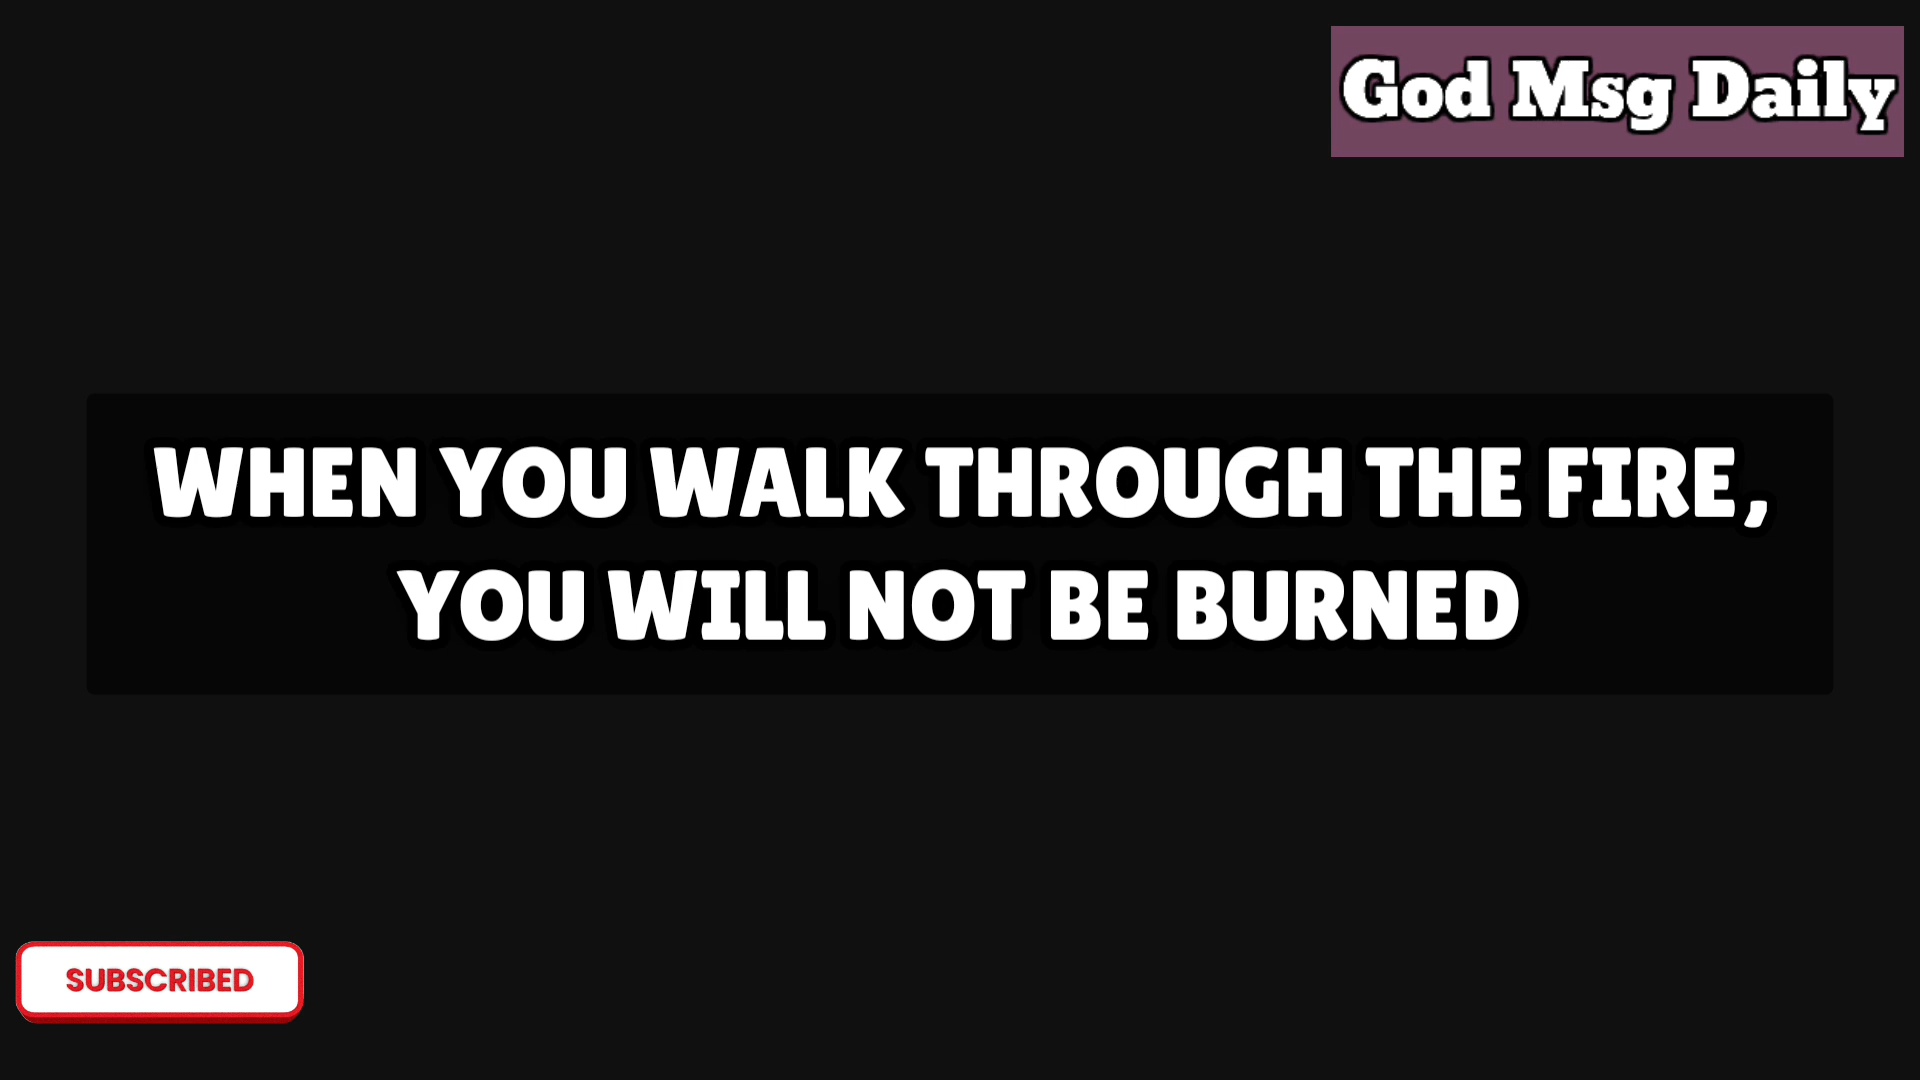 God Msg Daily
WHEN YOU WALK THROUGH THE FIRE,
YOU WILL NOT BE BURNED
SUBSCRIBED